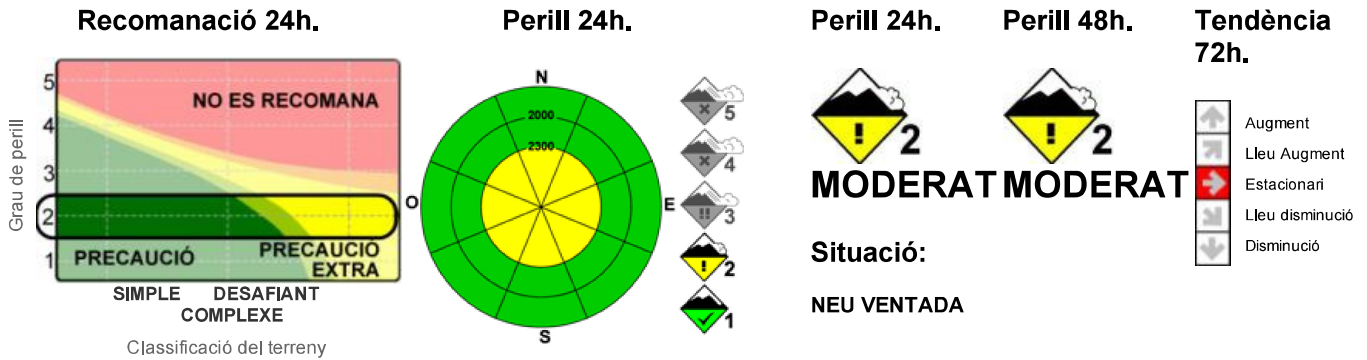 Recomanació 24h.
Grau de perill
5
4
3
2
1
NO ES RECOMANA
PRECAUCIÓ
PRECAUCIÓ
EXTRA
SIMPLE DESAFIANT
COMPLEXE
Classificació del terreny
Perill 24h.
N
2000
2300
O
E
S
5
4
3
2
1
Perill 24h.
2
MODERAT
Perill 48h.
2
MODERAT
Situació:
NEU VENTADA
Tendència
72h.
Augment
Lleu Augment
Estacionari
Lleu disminució
Disminució